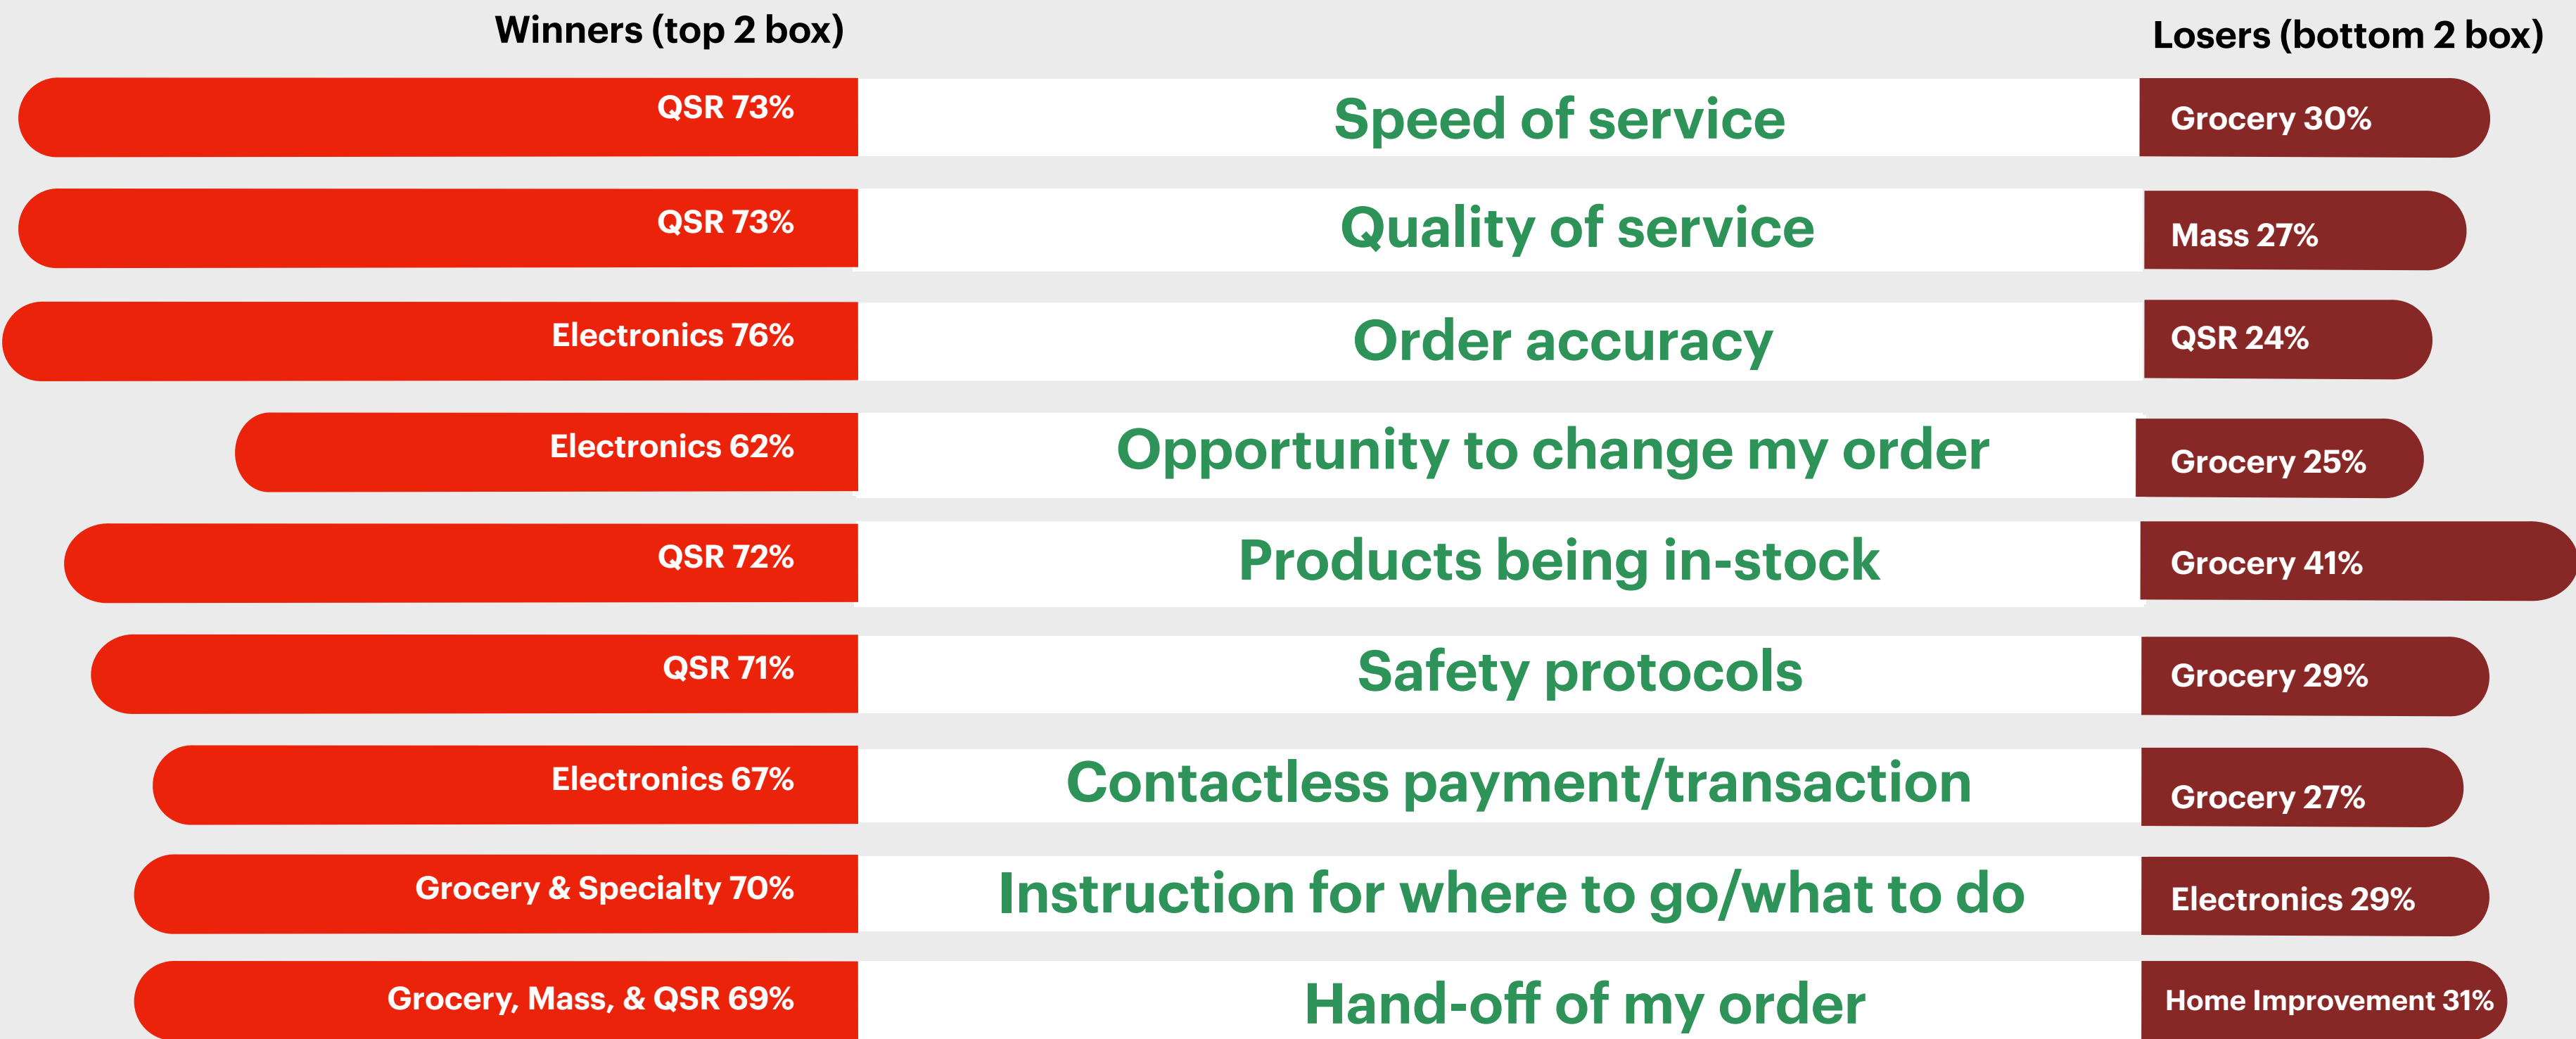 Winners (top 2 box)
Losers (bottom 2 box)
QSR 73%
Speed of service
Grocery 30%
QSR 73%
Quality of service
Mass 27%
Electronics 76%
Order accuracy
QSR 24%
Electronics 62%
Opportunity to change my order
Grocery 25%
QSR 72%
Products being in-stock
Grocery 41%
QSR 71%
Safety protocols
Grocery 29%
Electronics 67%
Contactless payment/transaction
Grocery 27%
Grocery & Specialty 70%
Instruction for where to go/what to do
Electronics 29%
Grocery, Mass, & QSR 69%
Hand-off of my order
Home Improvement 31%